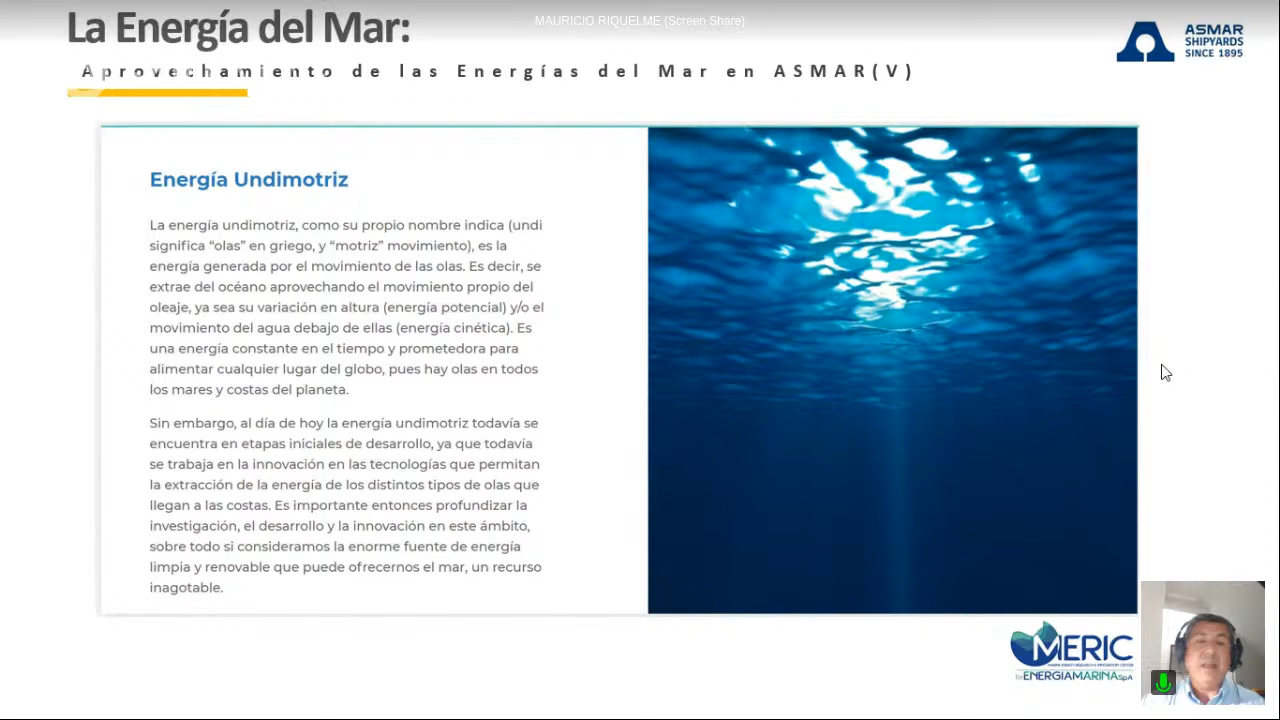 MAURICIO RIQUELME (Screen Share)
La Energía del Mar:
ASMAR
SHIPYARDS
SINCE 1895
Aprovechamiento de las Energías del Mar en ASMAR(V)
Energía Undimotriz
La energía undimotriz, como su propio nombre indica (undi
significa “olas” en griego, y “motriz” movimiento), es la
energía generada por el movimiento de las olas. Es decir, se
extrae del océano aprovechando el movimiento propio del
oleaje, ya sea su variación en altura (energía potencial) y/o el
movimiento del agua debajo de ellas (energía cinética). Es
una energía constante en el tiempo y prometedora para
alimentar cualquier lugar del globo, pues hay olas en todos
los mares y costas del planeta.
Sin embargo, al día de hoy la energía undimotriz todavía se
encuentra en etapas iniciales de desarrollo, ya que todavía
se trabaja en la innovación en las tecnologías que permitan
la extracción de la energía de los distintos tipos de olas que
llegan a las costas. Es importante entonces profundizar la
investigación, el desarrollo y la innovación en este ámbito,
sobre todo si consideramos la enorme fuente de energía
limpia y renovable que puede ofrecernos el mar, un recurso
inagotable.
MERIC
MARINE ENERGY RESEARCH & INNOVATION CENTER
by ENERGIAMARINA SpA